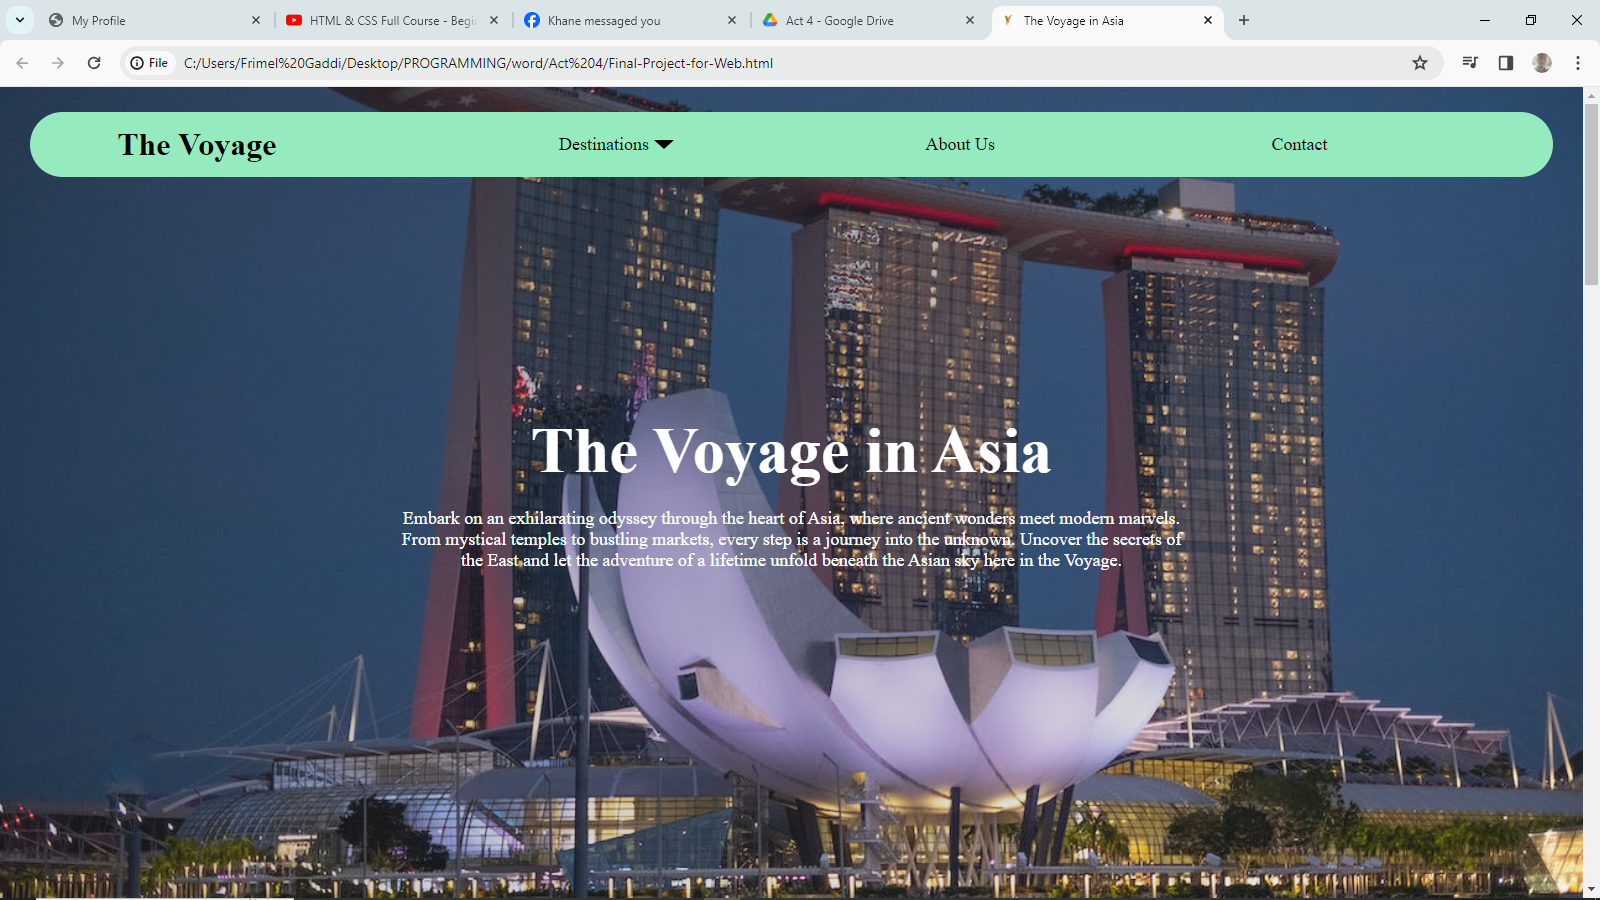 My Profile
HTML & CSS Full Course - Begi
Khane messaged you
Act 4 - Google Drive
The Voyage in Asia
File
C:/Users/Frimel%20Gaddi/Desktop/PROGRAMMING/word/Act%204/Final-Project-for-Web.html
The Voyage
Destinations
About Us
Contact
The Voyage in Asia
Embark on an exhilarating odyssey through the heart of Asia, where ancient wonders meet modern marvels.
From mystical temples to bustling markets, every step is a journey into the unknown. Uncover the secrets of
the East and let the adventure of a lifetime unfold beneath the Asian sky here in the Voyage.